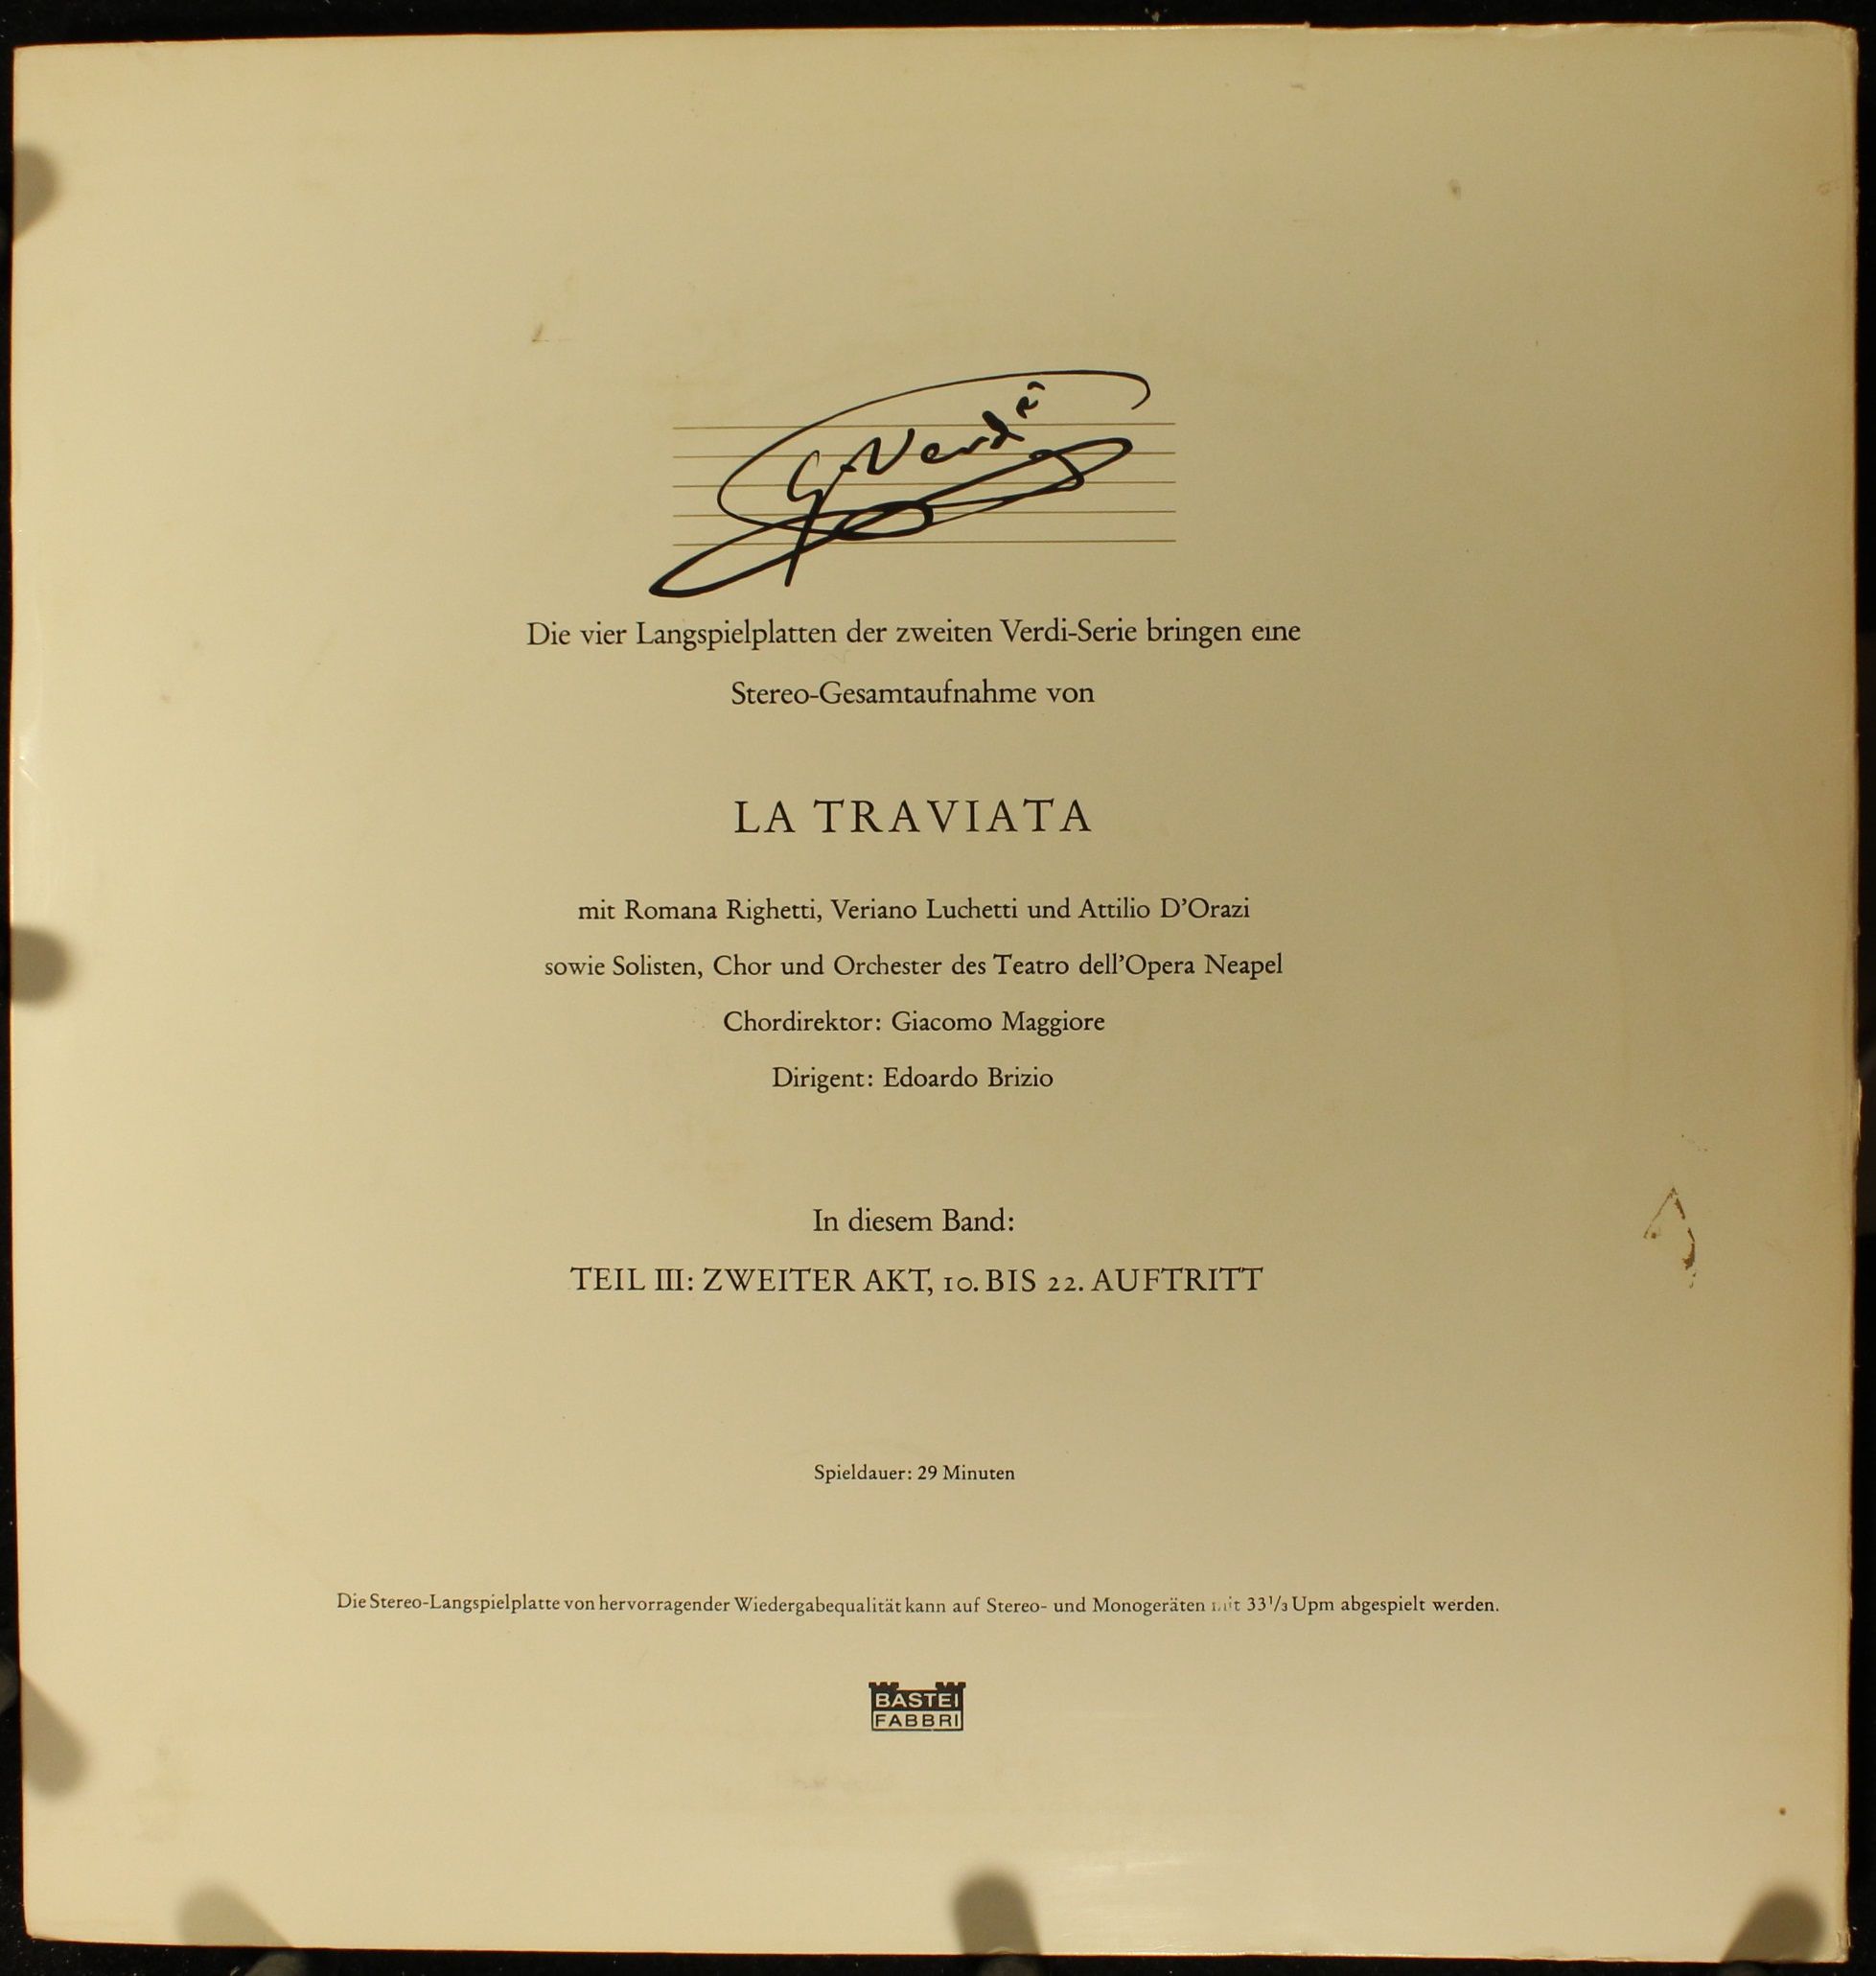 G Verdi
Die vier Langspielplatten der zweiten Verdi-Serie bringen eine
Stereo-Gesamtaufnahme von
LA TRAVIATA
mit Romana Righetti, Veriano Luchetti und Attilio D'Orazi
sowie Solisten, Chor und Orchester des Teatro dell'Opera Neapel
Chordirektor: Giacomo Maggiore
Dirigent: Edoardo Brizio
In diesem Band:
TEIL III: ZWEITER AKT, 10. BIS 22. AUFTRITT
Spieldauer: 29 Minuten
Die Stereo-Langspielplatte von hervorragender Wiedergabequalität kann auf Stereo- und Monogeräten mit 33 1/3 Upm abgespielt werden.
BASTEI
FABBRI